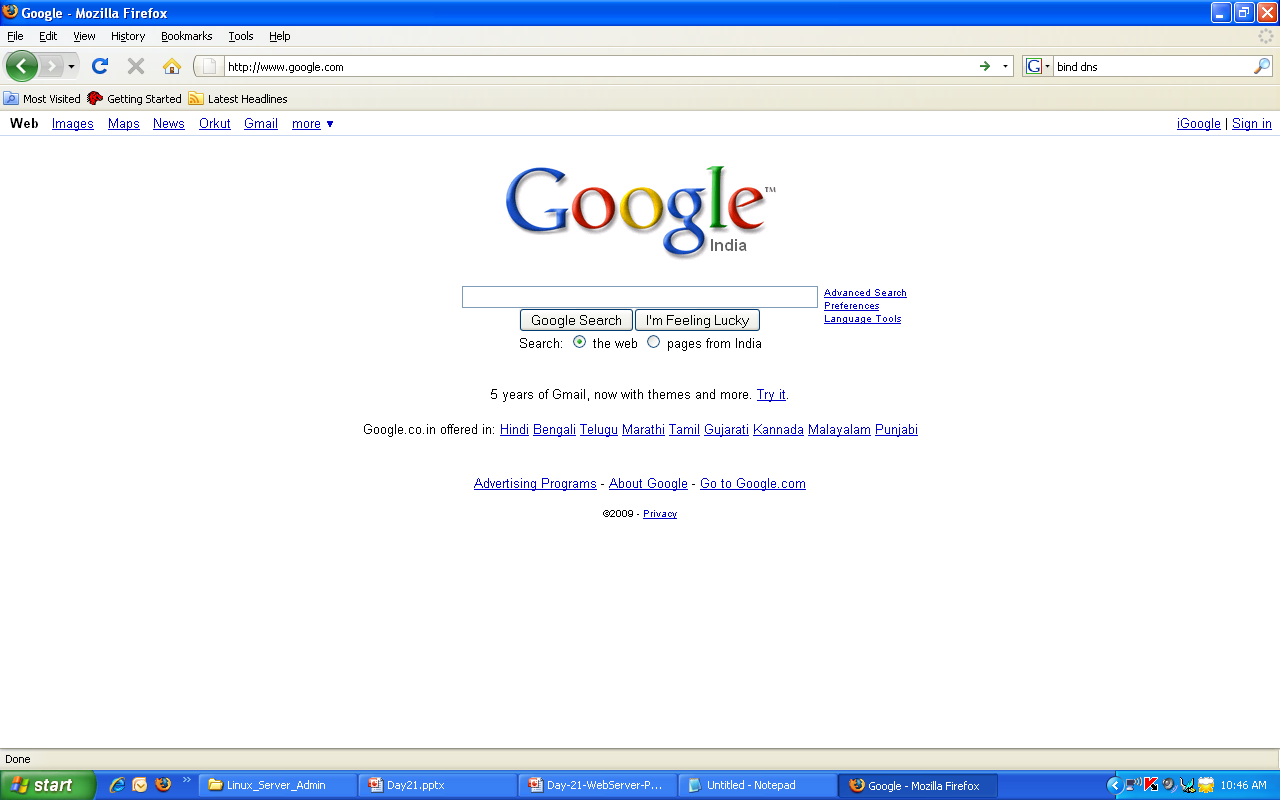 Google - Mozilla Firefox
File Edit View History Bookmarks Tools Help
http://www.google.com
G
bind dns
Most Visited Getting Started Latest Headlines
Web Images Maps News Orkut Gmail more ▼ iGoogle | Sign in
Google™
India
Advanced Search
Preferences
Language Tools
Google Search I'm Feeling Lucky
Search: the web pages from India
5 years of Gmail, now with themes and more. Try it.
Google.co.in offered in: Hindi Bengali Telugu Marathi Tamil Gujarati Kannada Malayalam Punjabi
Advertising Programs - About Google - Go to Google.com
©2009 - Privacy
Done
start » Linux_Server_Admin Day21.pptx Day-21-WebServer-P... Untitled - Notepad Google - Mozilla Firefox 10:46 AM